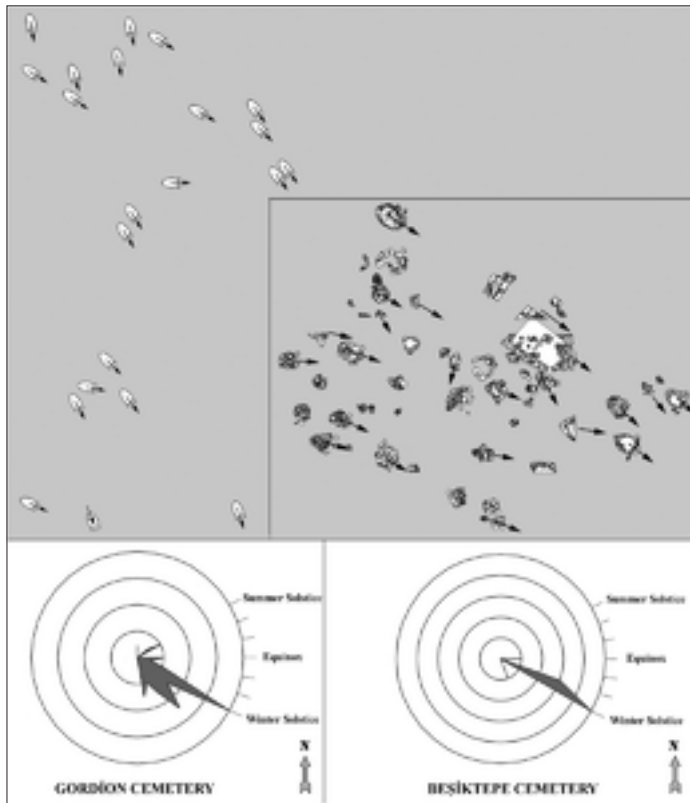 Summer Solstice
Equinox
Winter Solstice
N
GORDİON CEMETERY
Summer Solstice
Equinox
Winter Solstice
N
BEŞİKTEPE CEMETERY